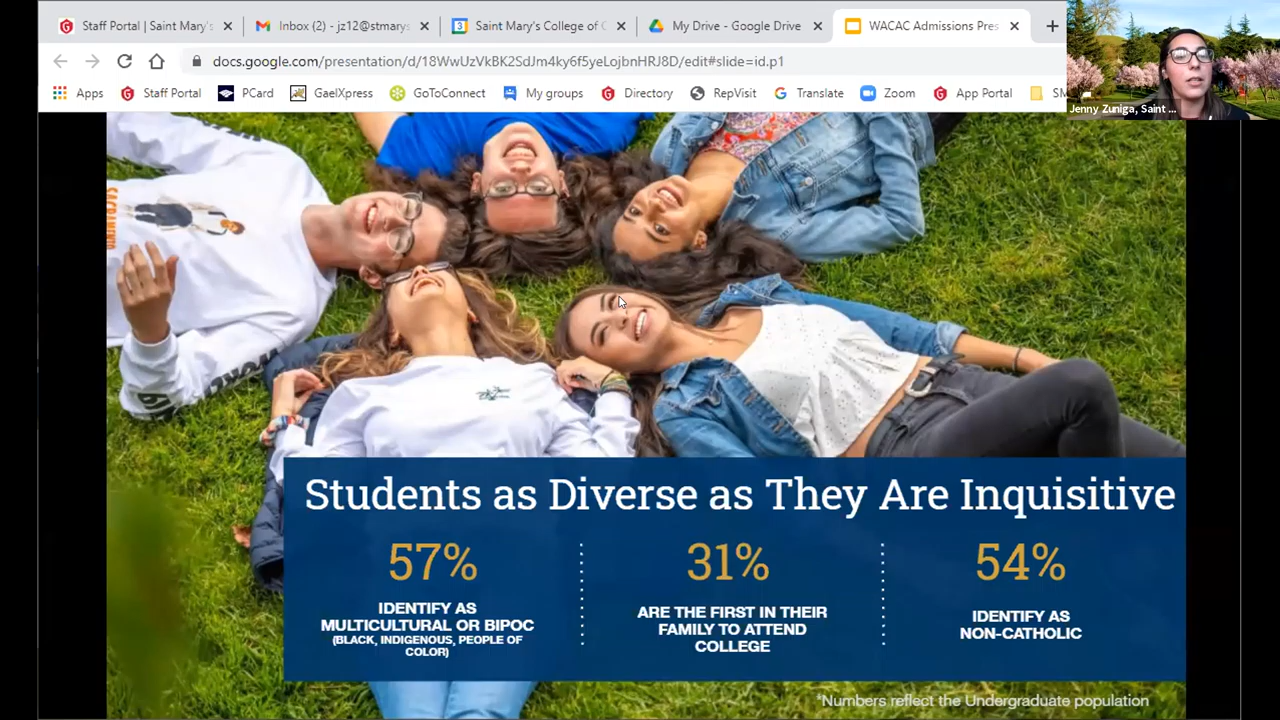 Staff Portal | Saint Mary's
Inbox (2) - jz12@stmarys
Saint Mary's College of C
My Drive - Google Drive
WACAC Admissions Pres
docs.google.com/presentation/d/18WwUzVkBK2SdJm4ky6f5yeLojbnHRJ8D/edit#slide=id.p1
Apps
Staff Portal
PCard
GaelXpress
GoToConnect
My groups
Directory
RepVisit
Translate
Zoom
App Portal
SM
Jenny Zuniga, Saint ...
SACRAMENTO
Students as Diverse as They Are Inquisitive
57%
IDENTIFY AS
MULTICULTURAL OR BIPOC
(BLACK, INDIGENOUS, PEOPLE OF
COLOR)
31%
ARE THE FIRST IN THEIR
FAMILY TO ATTEND
COLLEGE
54%
IDENTIFY AS
NON-CATHOLIC
*Numbers reflect the Undergraduate population